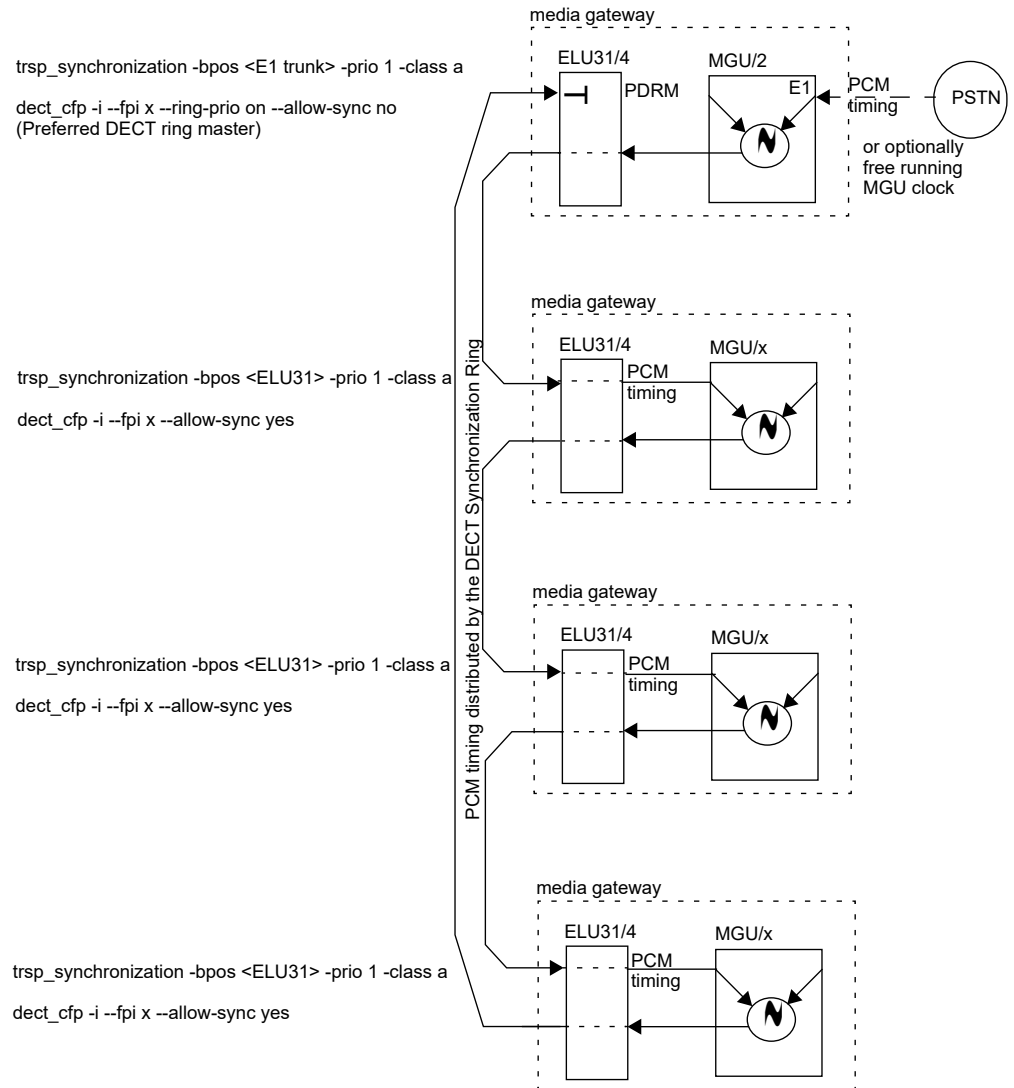 media gateway
trsp_synchronization -bpos <E1 trunk> -prio 1 -class a
dect_cfp -i --fpi x --ring-prio on --allow-sync no
(Preferred DECT ring master)
ELU31/4
PDRM
MGU/2
E1
PCM
timing
PSTN
or optionally
free running
MGU clock
PCM timing distributed by the DECT Synchronization Ring
media gateway
trsp_synchronization -bpos <ELU31> -prio 1 -class a
dect_cfp -i --fpi x --allow-sync yes
ELU31/4
PCM
timing
MGU/x
media gateway
trsp_synchronization -bpos <ELU31> -prio 1 -class a
dect_cfp -i --fpi x --allow-sync yes
ELU31/4
PCM
timing
MGU/x
media gateway
trsp_synchronization -bpos <ELU31> -prio 1 -class a
dect_cfp -i --fpi x --allow-sync yes
ELU31/4
PCM
timing
MGU/x